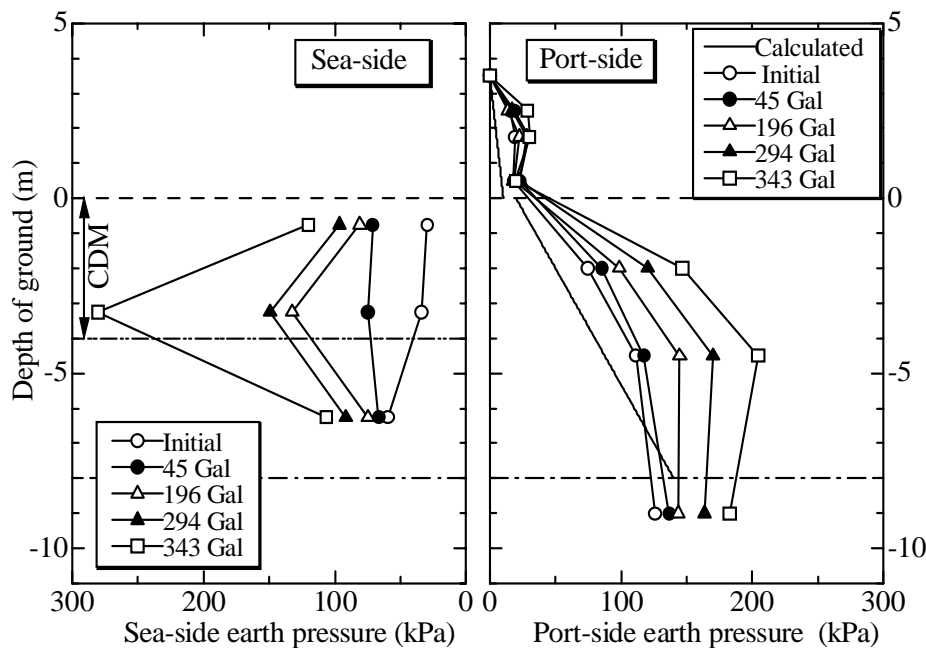 5
0
-5
-10
Depth of ground (m)
CDM
Sea-side
Initial
45 Gal
196 Gal
294 Gal
343 Gal
300
200
100
0
Sea-side earth pressure (kPa)
Port-side
Calculated
Initial
45 Gal
196 Gal
294 Gal
343 Gal
5
0
-5
-10
0
100
200
300
Port-side earth pressure (kPa)